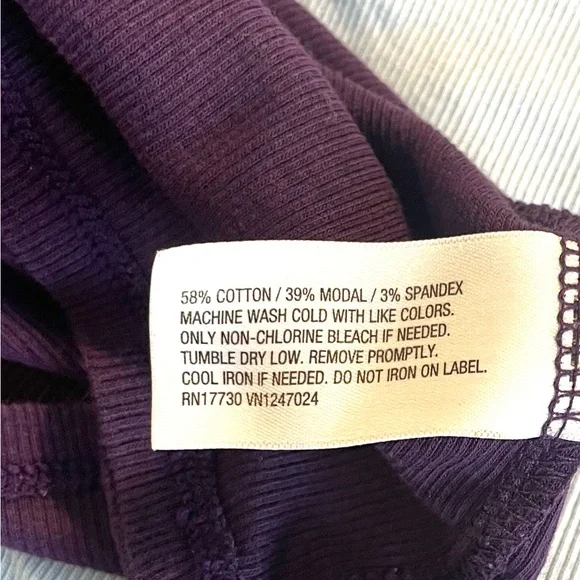 58% COTTON / 39% MODAL / 3% SPANDEX
MACHINE WASH COLD WITH LIKE COLORS.
ONLY NON-CHLORINE BLEACH IF NEEDED.
TUMBLE DRY LOW. REMOVE PROMPTLY.
COOL IRON IF NEEDED. DO NOT IRON ON LABEL.
RN17730 VN1247024